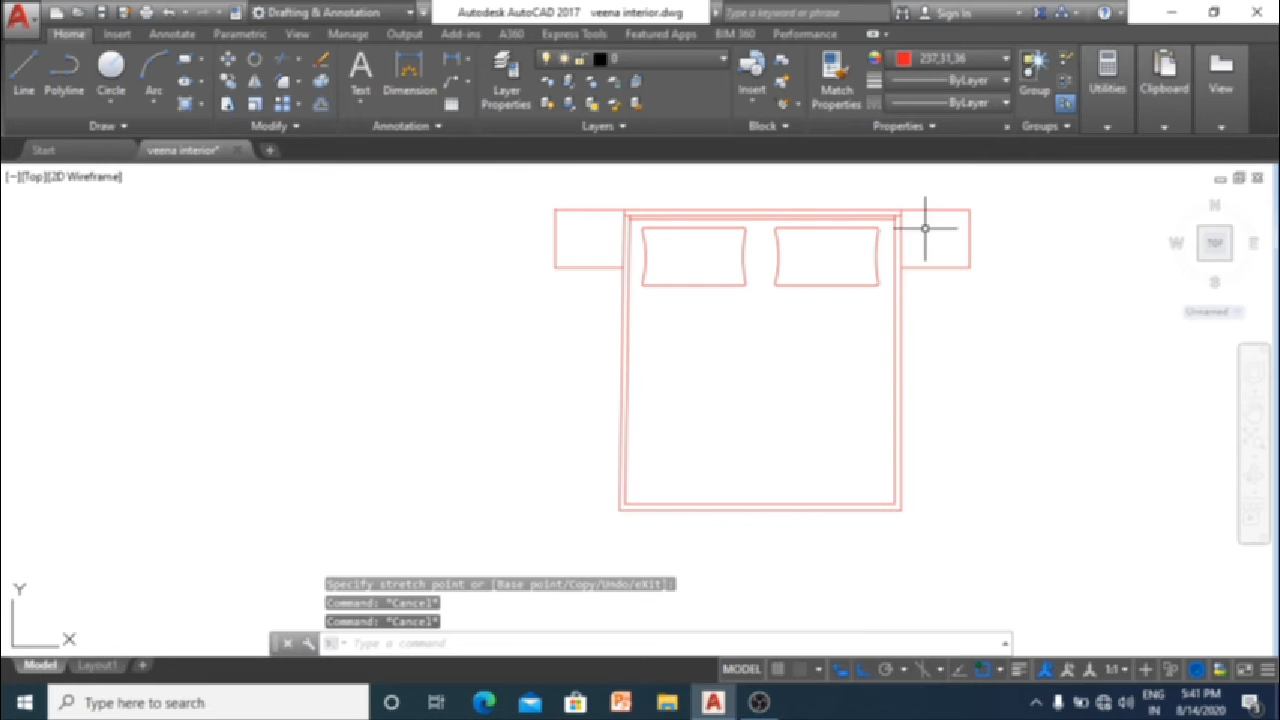 Drafting & Annotation
Autodesk AutoCAD 2017 veena interior.dwg
Type a keyword or phrase
Sign In
Home Insert Annotate Parametric View Manage Output Add-ins A360 Express Tools Featured Apps BIM 360 Performance
0
237,31,36
Line Polyline Circle Arc
Text Dimension
Layer Properties
Insert
Match Properties
ByLayer
ByLayer
Group
Utilities Clipboard View
Draw Modify Annotation Layers Block Properties Groups
Start veena interior*
[−][Top][2D Wireframe]
N
W TOP E
S
Unnamed
Y
X
Specify stretch point or [Base point/Copy/Undo/eXit]:
Command: *Cancel*
Command: *Cancel*
Type a command
Model Layout1
MODEL 1:1
Type here to search
ENG 5:41 PM
IN 8/14/2020